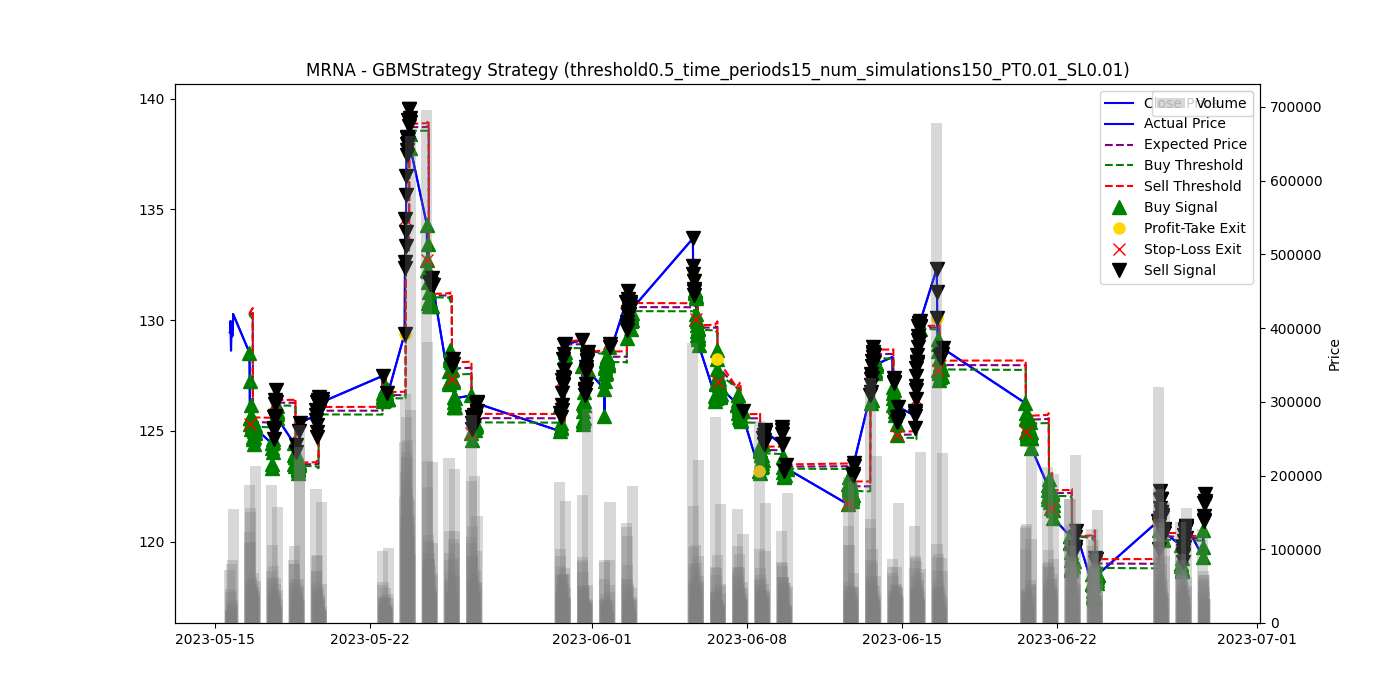 MRNA - GBMStrategy Strategy (threshold0.5_time_periods15_num_simulations150_PT0.01_SL0.01)
140
135
130
125
120
700000
600000
500000
400000
300000
200000
100000
0
Price
Volume
Close Price
Actual Price
Expected Price
Buy Threshold
Sell Threshold
Buy Signal
Profit-Take Exit
Stop-Loss Exit
Sell Signal
2023-05-15
2023-05-22
2023-06-01
2023-06-08
2023-06-15
2023-06-22
2023-07-01